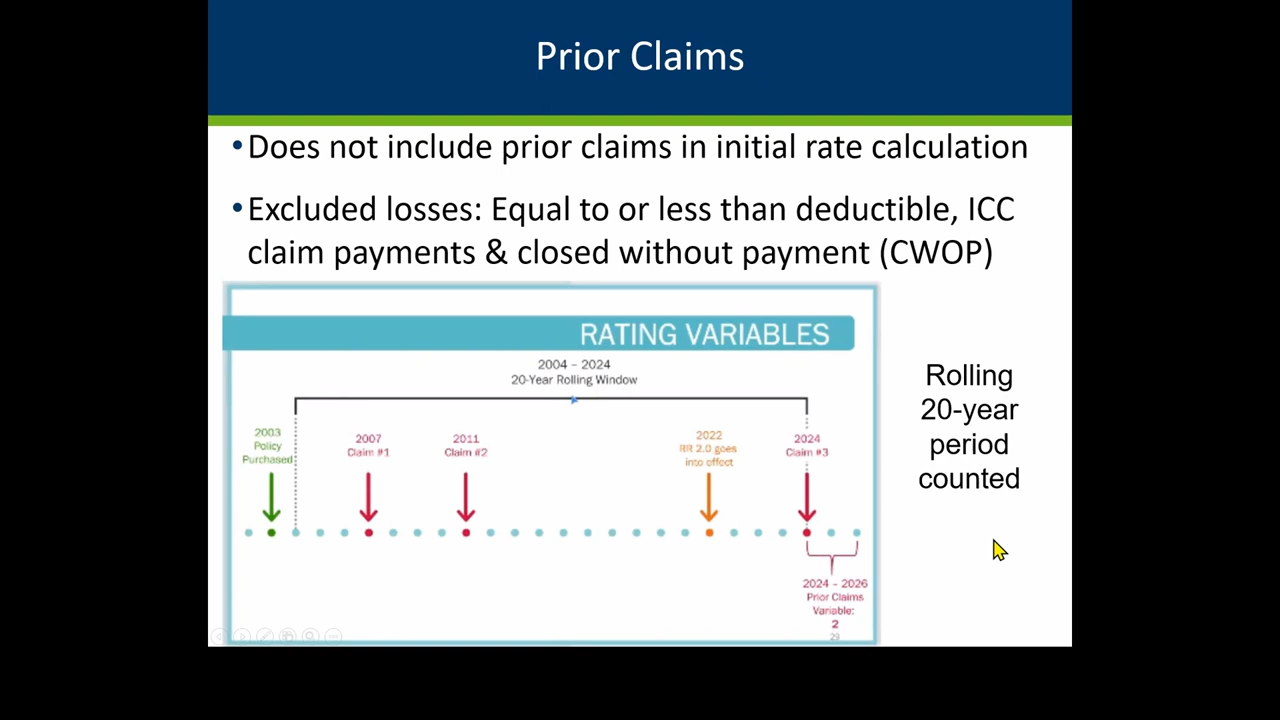 Prior Claims
•Does not include prior claims in initial rate calculation
•Excluded losses: Equal to or less than deductible, ICC
claim payments & closed without payment (CWOP)
RATING VARIABLES
2004 – 2024
20-Year Rolling Window
2003
Policy
Purchased
2007
Claim #1
2011
Claim #2
2022
RR 2.0 goes
into effect
2024
Claim #3
2024 – 2026
Prior Claims
Variable:
2
29
Rolling
20-year
period
counted